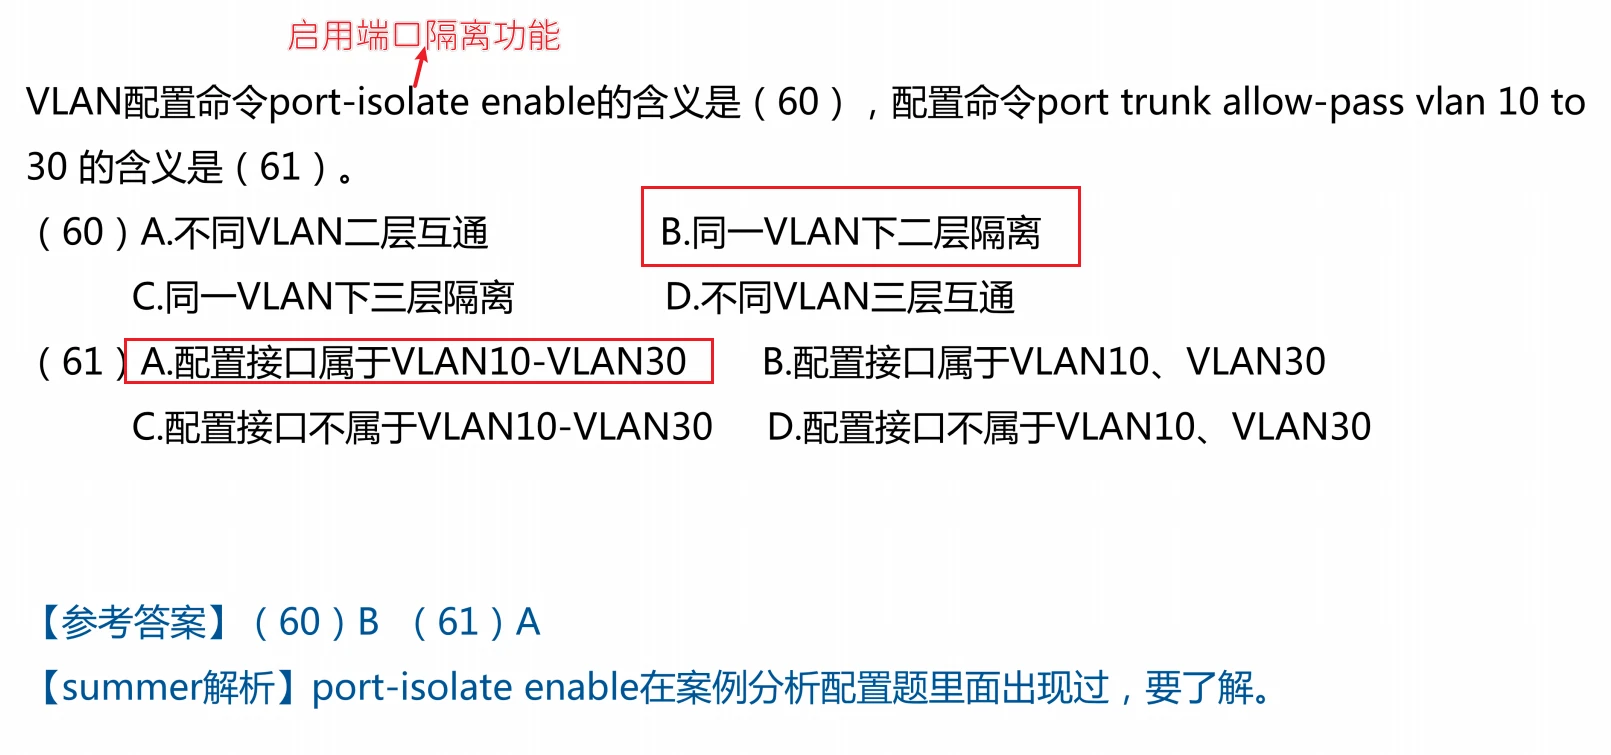 启用端口隔离功能
VLAN配置命令port-isolate enable的含义是（60），配置命令port trunk allow-pass vlan 10 to
30 的含义是（61）。
（60）A.不同VLAN二层互通 B.同一VLAN下二层隔离
C.同一VLAN下三层隔离 D.不同VLAN三层互通
（61）A.配置接口属于VLAN10-VLAN30 B.配置接口属于VLAN10、VLAN30
C.配置接口不属于VLAN10-VLAN30 D.配置接口不属于VLAN10、VLAN30
【参考答案】（60）B （61）A
【summer解析】port-isolate enable在案例分析配置题里面出现过，要了解。